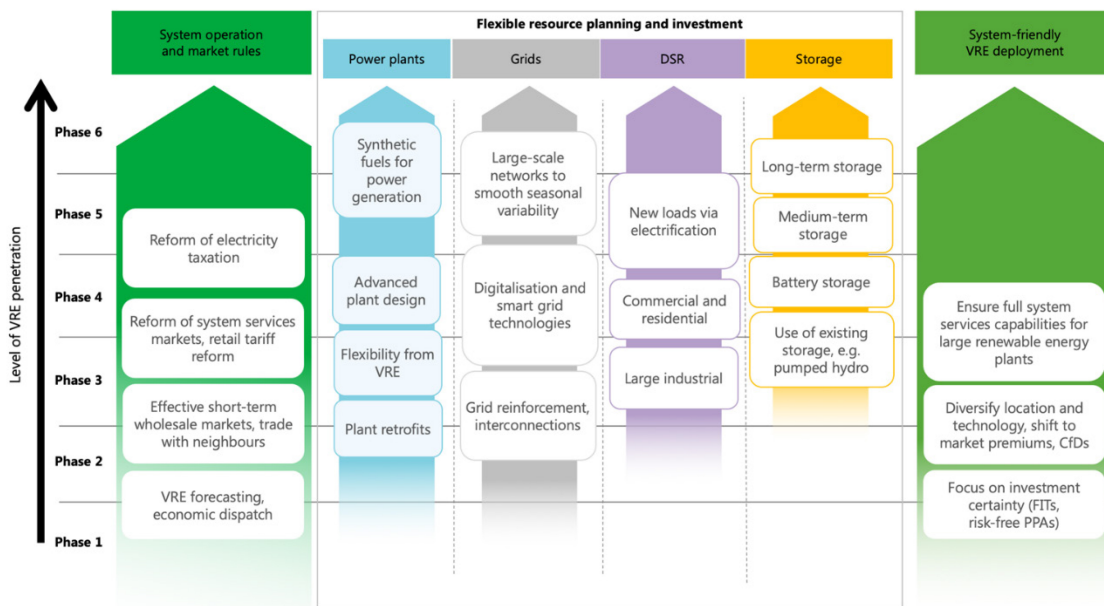 System operation
and market rules
Flexible resource planning and investment
Power plants
Grids
DSR
Storage
System-friendly
VRE deployment
Level of VRE penetration
Phase 6
Phase 5
Phase 4
Phase 3
Phase 2
Phase 1
Reform of electricity
taxation
Reform of system services
markets, retail tariff
reform
Effective short-term
wholesale markets, trade
with neighbours
VRE forecasting,
economic dispatch
Synthetic
fuels for
power
generation
Advanced
plant design
Flexibility from
VRE
Plant retrofits
Large-scale
networks to
smooth seasonal
variability
Digitalisation and
smart grid
technologies
Grid reinforcement,
interconnections
New loads via
electrification
Commercial and
residential
Large industrial
Long-term storage
Medium-term
storage
Battery storage
Use of existing
storage, e.g.
pumped hydro
Ensure full system
services capabilities for
large renewable energy
plants
Diversify location and
technology, shift to
market premiums, CfDs
Focus on investment
certainty (FITs,
risk-free PPAs)